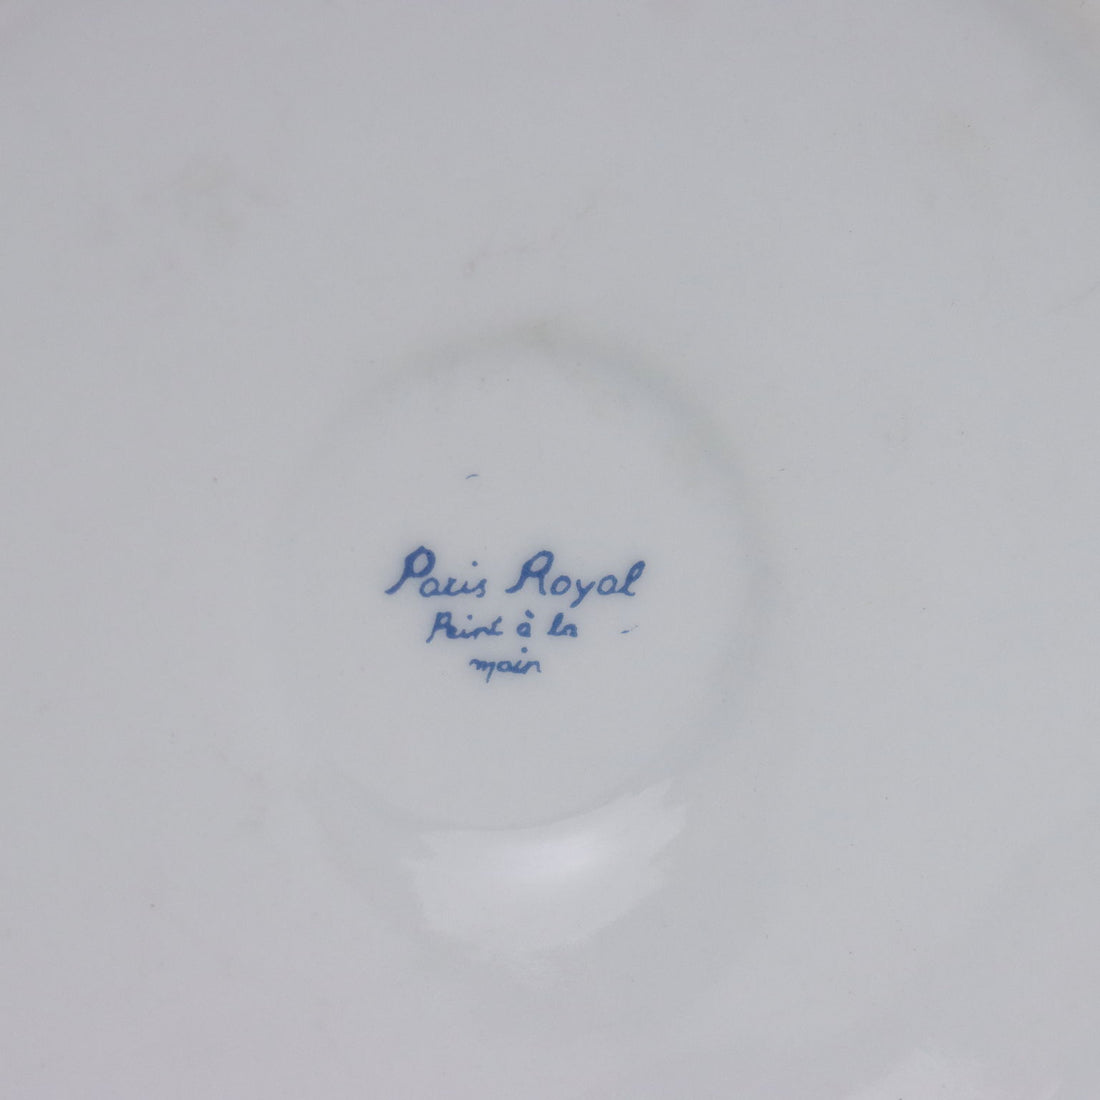 Paris Royal
Peint à la
main